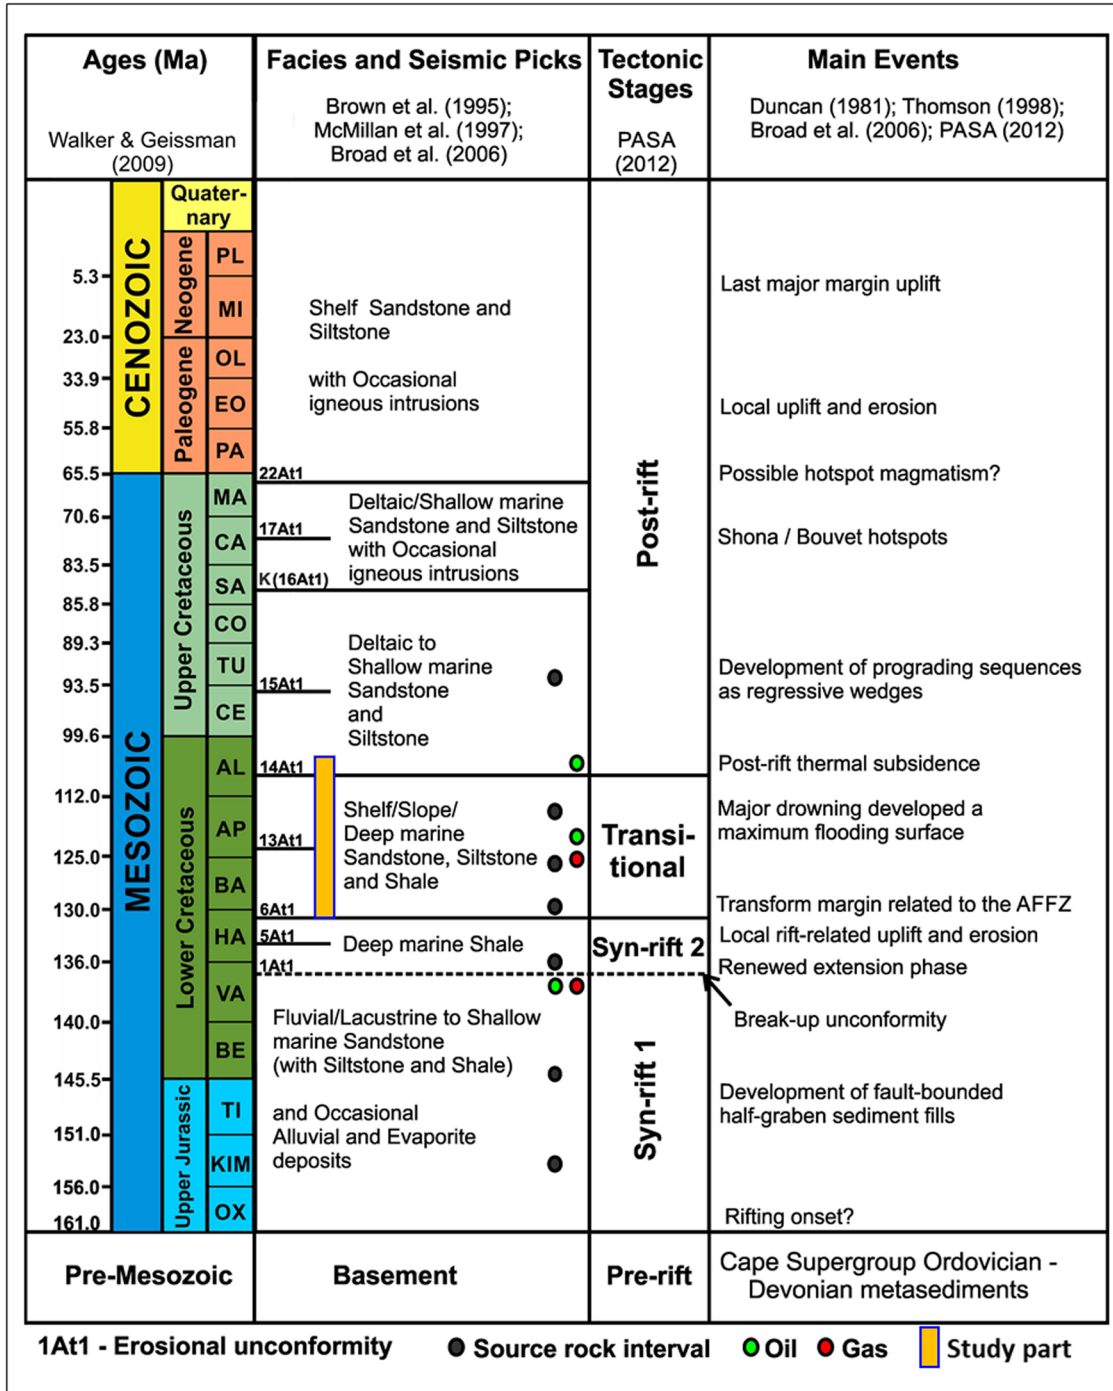 Ages (Ma)
Walker & Geissman
(2009)
Facies and Seismic Picks
Brown et al. (1995);
McMillan et al. (1997);
Broad et al. (2006)
Tectonic
Stages
PASA
(2012)
Main Events
Duncan (1981); Thomson (1998);
Broad et al. (2006); PASA (2012)
5.3
23.0
33.9
55.8
65.5
70.6
83.5
85.8
89.3
93.5
99.6
112.0
125.0
130.0
136.0
140.0
145.5
151.0
156.0
161.0
CENOZOIC
MESOZOIC
Quater-
nary
Neogene
Paleogene
Upper Cretaceous
Lower Cretaceous
Upper Jurassic
PL
MI
OL
EO
PA
MA
CA
SA
CO
TU
CE
AL
AP
BA
HA
VA
BE
TI
KIM
OX
Shelf Sandstone and
Siltstone
with Occasional
igneous intrusions
22At1
Deltaic/Shallow marine
Sandstone and Siltstone
with Occasional
igneous intrusions
17At1
K(16At1)
Deltaic to
Shallow marine
Sandstone
and
Siltstone
15At1
14At1
Shelf/Slope/
Deep marine
Sandstone, Siltstone
and Shale
13At1
6At1
5At1
Deep marine Shale
1At1
Fluvial/Lacustrine to Shallow
marine Sandstone
(with Siltstone and Shale)
and Occasional
Alluvial and Evaporite
deposits
Post-rift
Transi-
tional
Syn-rift 2
Syn-rift 1
Last major margin uplift
Local uplift and erosion
Possible hotspot magmatism?
Shona / Bouvet hotspots
Development of prograding sequences
as regressive wedges
Post-rift thermal subsidence
Major drowning developed a
maximum flooding surface
Transform margin related to the AFFZ
Local rift-related uplift and erosion
Renewed extension phase
Break-up unconformity
Development of fault-bounded
half-graben sediment fills
Rifting onset?
Pre-Mesozoic
Basement
Pre-rift
Cape Supergroup Ordovician -
Devonian metasediments
1At1 - Erosional unconformity
Source rock interval
Oil
Gas
Study part